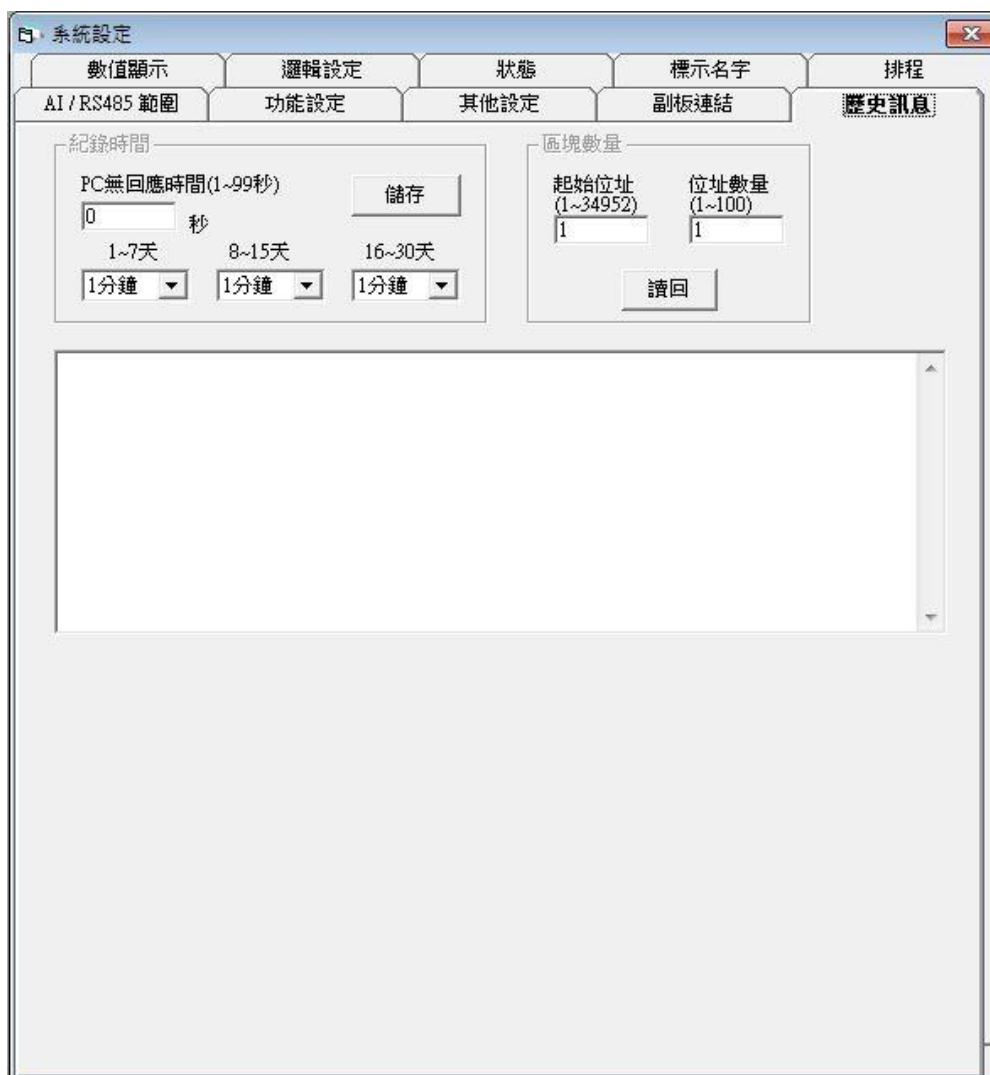 系統設定
數值顯示 邏輯設定 狀態 標示名字 排程
AI / RS485 範圍 功能設定 其他設定 副板連結 歷史訊息
紀錄時間
PC無回應時間(1~99秒)
儲存
0 秒
1~7天 8~15天 16~30天
1分鐘 1分鐘 1分鐘
區塊數量
起始位址 位址數量
(1~34952) (1~100)
1 1
讀回